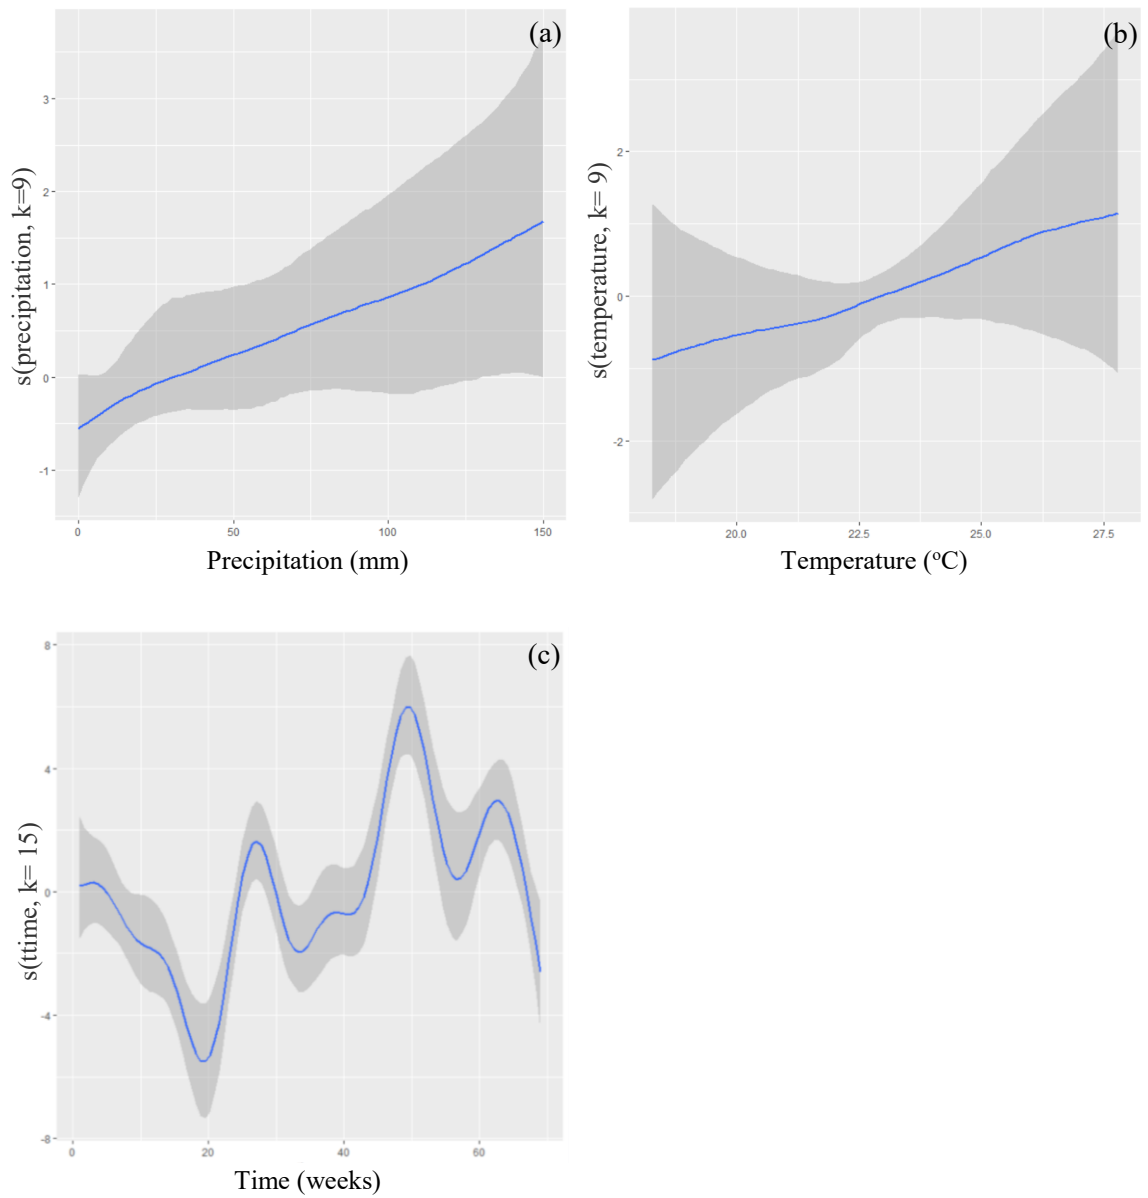 (a)
s(precipitation, k=9)
3
2
1
0
-1
0 50 100 150
Precipitation (mm)
(b)
s(temperature, k= 9)
2
0
-2
20.0 22.5 25.0 27.5
Temperature (°C)
(c)
s(ttime, k= 15)
8
4
0
-4
-8
0 20 40 60
Time (weeks)